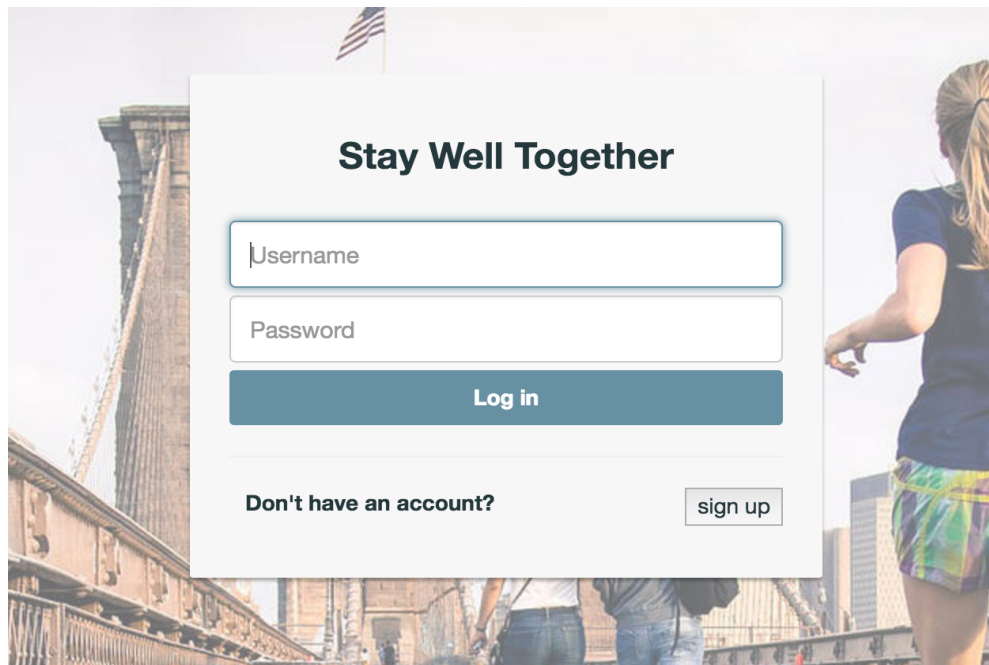 Stay Well Together
Username
Password
Log in
Don't have an account?
sign up